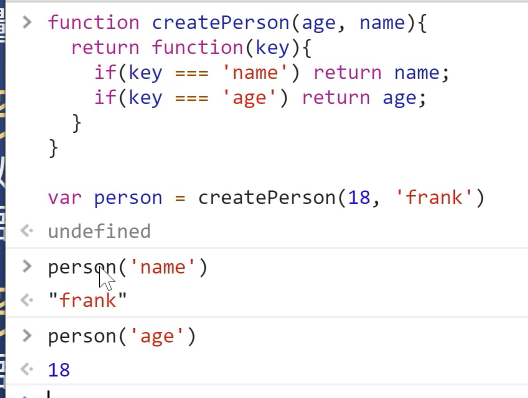 > function createPerson(age, name){
return function(key){
if(key === 'name') return name;
if(key === 'age') return age;
}
}
var person = createPerson(18, 'frank')
undefined
> person('name')
"frank"
> person('age')
18